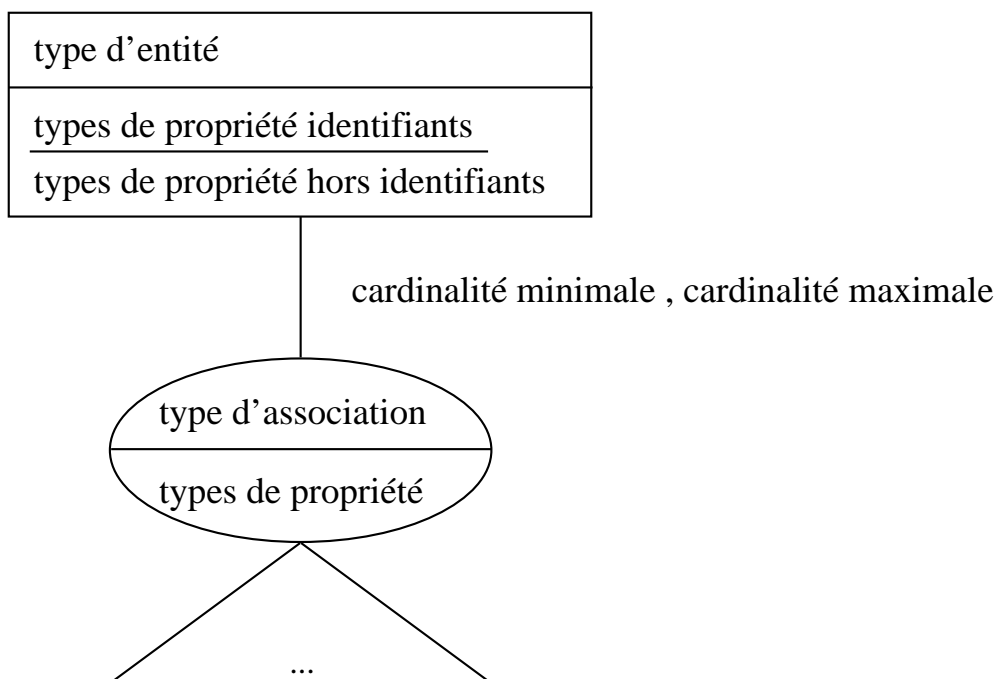 type d’entité
types de propriété identifiants
types de propriété hors identifiants
cardinalité minimale , cardinalité maximale
type d’association
types de propriété
...